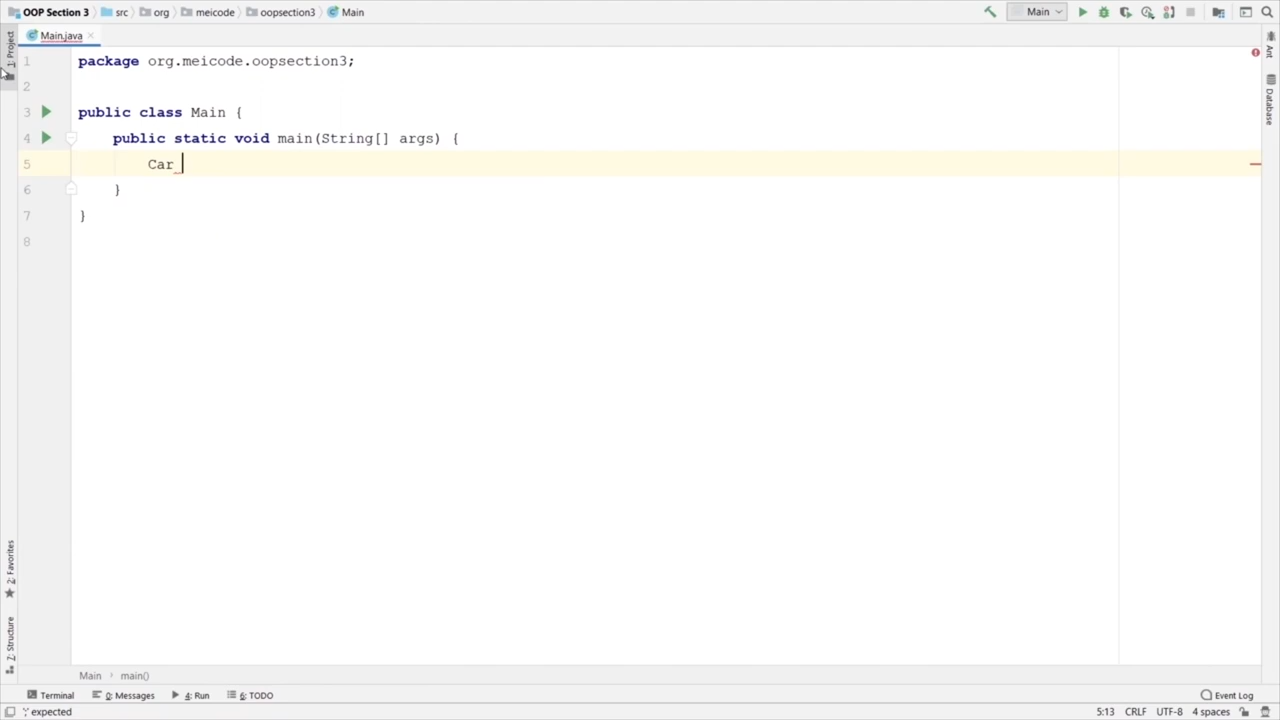 OOP Section 3 src org meicode oopsection3 Main Main
Main.java
1: Project
Ant
Database
1 package org.meicode.oopsection3;
2
3 public class Main {
4 public static void main(String[] args) {
5 Car
6 }
7 }
8
2: Favorites
7: Structure
Main main()
Terminal 0: Messages 4: Run 6: TODO Event Log
';' expected 5:13 CRLF UTF-8 4 spaces